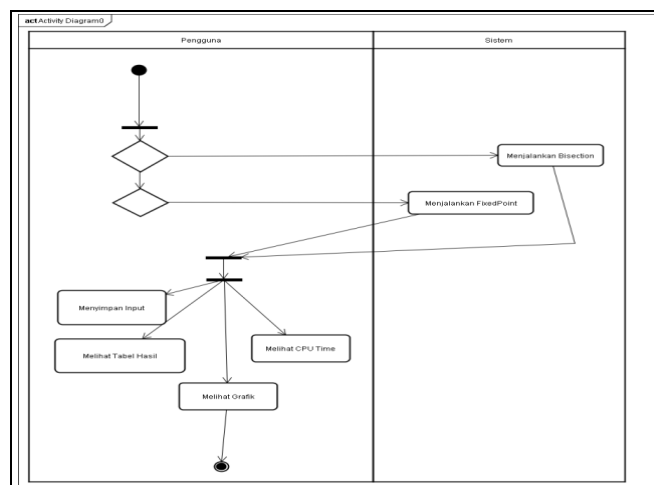 act Activity Diagram0
Pengguna
Sistem
Menjalankan Bisection
Menjalankan FixedPoint
Menyimpan Input
Melihat Tabel Hasil
Melihat CPU Time
Melihat Grafik